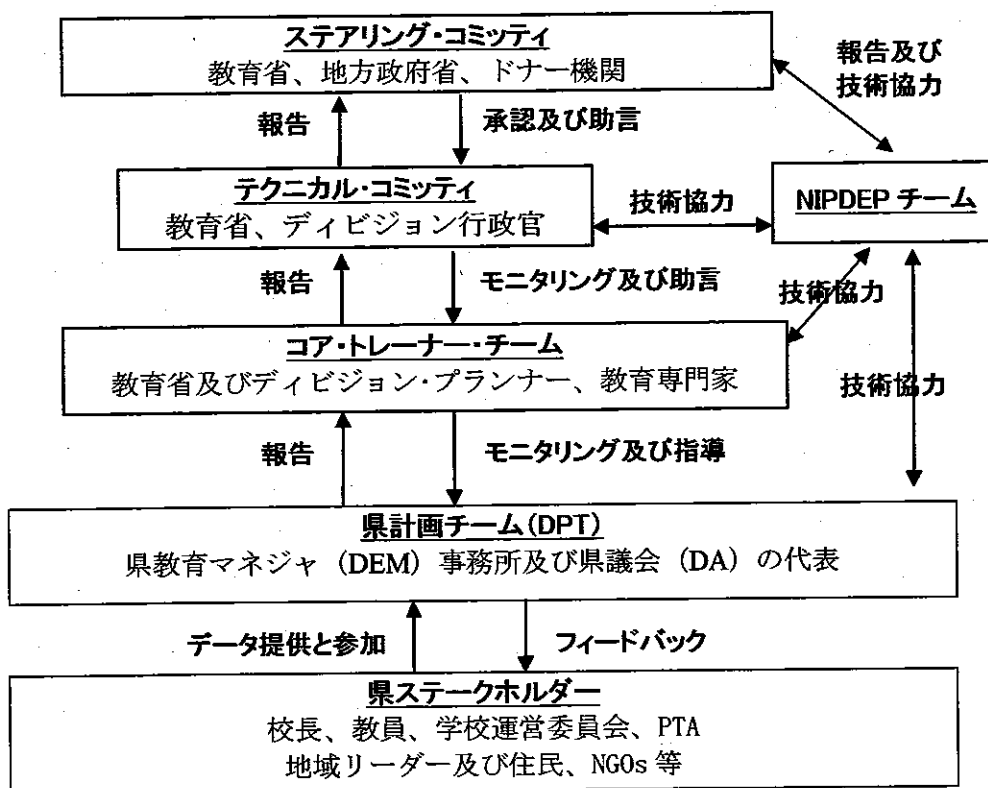 ステアリング・コミッティ
教育省、地方政府省、ドナー機関
報告及び
技術協力
報告
承認及び助言
テクニカル・コミッティ
教育省、ディビジョン行政官
技術協力
NIPDEP チーム
報告
モニタリング及び助言
技術協力
コア・トレーナー・チーム
教育省及びディビジョン・プランナー、教育専門家
技術協力
報告
モニタリング及び指導
県計画チーム(DPT)
県教育マネジャ（DEM）事務所及び県議会（DA）の代表
データ提供と参加
フィードバック
県ステークホルダー
校長、教員、学校運営委員会、PTA
地域リーダー及び住民、NGOs 等